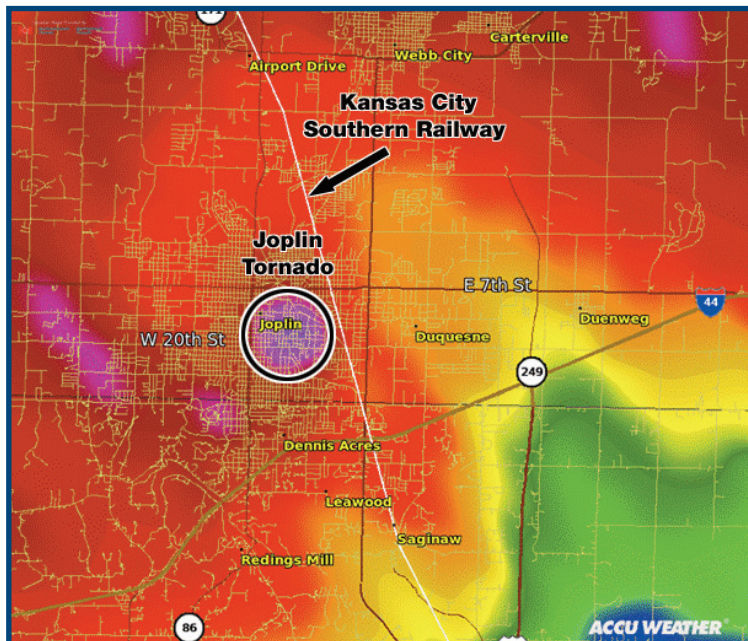 Carterville
Webb City
Airport Drive
Kansas City
Southern Railway
Joplin
Tornado
E 7th St
44
Joplin
Duenweg
W 20th St
Duquesne
249
Dennis Acres
Leawood
Saginaw
Redings Mill
86
ACCU WEATHER